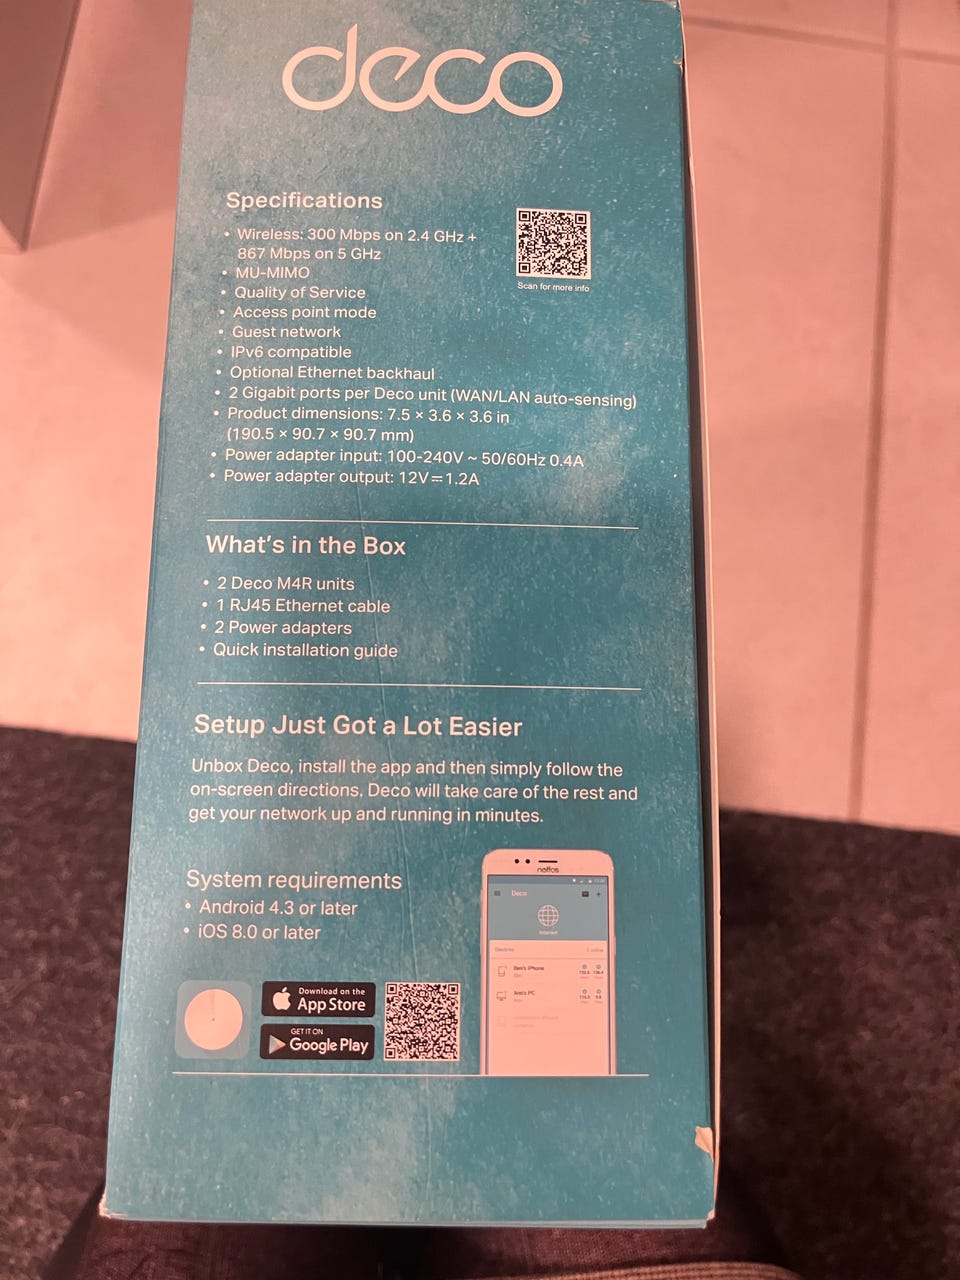 deco
Specifications
• Wireless: 300 Mbps on 2.4 GHz +
867 Mbps on 5 GHz
• MU-MIMO
• Quality of Service
• Access point mode
• Guest network
• IPv6 compatible
• Optional Ethernet backhaul
• 2 Gigabit ports per Deco unit (WAN/LAN auto-sensing)
• Product dimensions: 7.5 × 3.6 × 3.6 in
(190.5 × 90.7 × 90.7 mm)
• Power adapter input: 100-240V ~ 50/60Hz 0.4A
• Power adapter output: 12V⎓1.2A
Scan for more info
What's in the Box
• 2 Deco M4R units
• 1 RJ45 Ethernet cable
• 2 Power adapters
• Quick installation guide
Setup Just Got a Lot Easier
Unbox Deco, install the app and then simply follow the
on-screen directions. Deco will take care of the rest and
get your network up and running in minutes.
System requirements
• Android 4.3 or later
• iOS 8.0 or later
Download on the
App Store
GET IT ON
Google Play
neffos
Deco
Internet
Ben's iPhone
Ann's PC